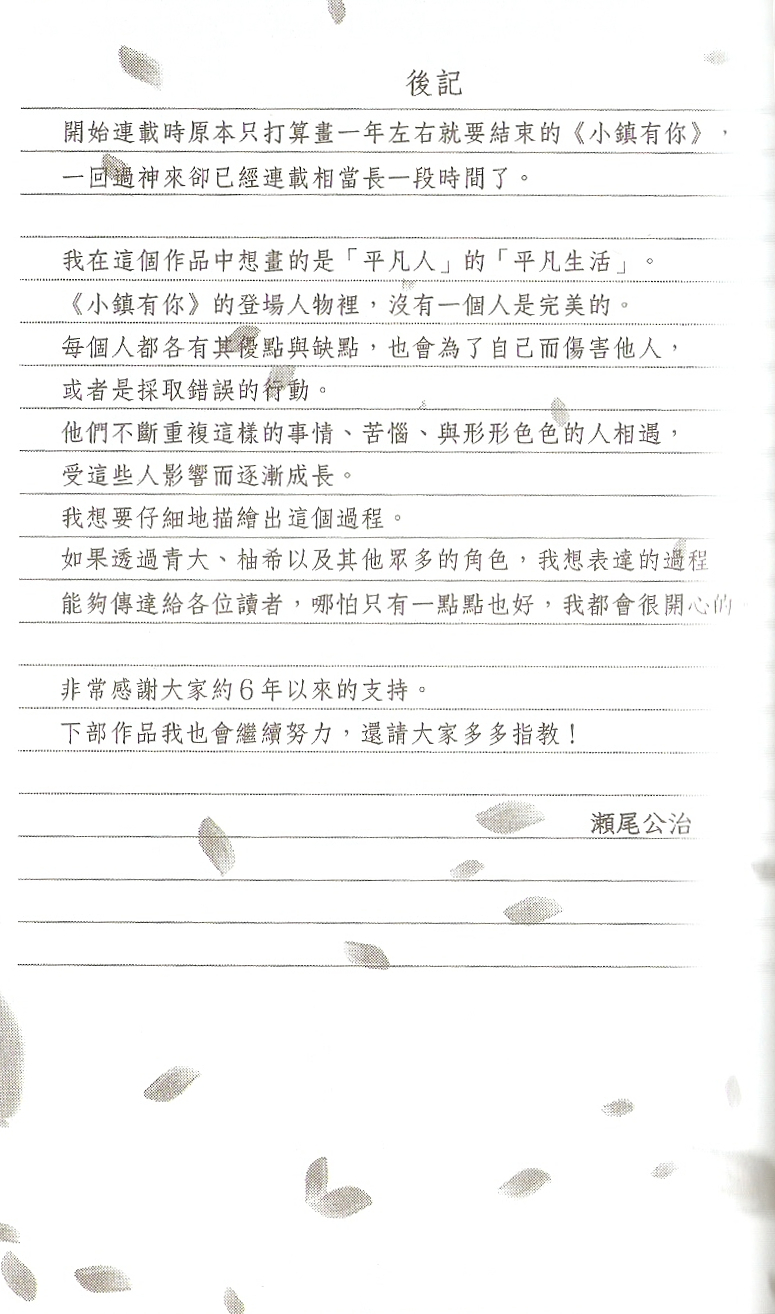 後記
開始連載時原本只打算畫一年左右就要結束的《小鎮有你》，
一回過神來卻已經連載相當長一段時間了。
我在這個作品中想畫的是「平凡人」的「平凡生活」。
《小鎮有你》的登場人物裡，沒有一個人是完美的。
每個人都各有其優點與缺點，也會為了自己而傷害他人，
或者是採取錯誤的行動。
他們不斷重複這樣的事情、苦惱、與形形色色的人相遇，
受這些人影響而逐漸成長。
我想要仔細地描繪出這個過程。
如果透過青大、柚希以及其他眾多的角色，我想表達的過程
能夠傳達給各位讀者，哪怕只有一點點也好，我都會很開心的。
非常感謝大家約6年以來的支持。
下部作品我也會繼續努力，還請大家多多指教！
瀨尾公治